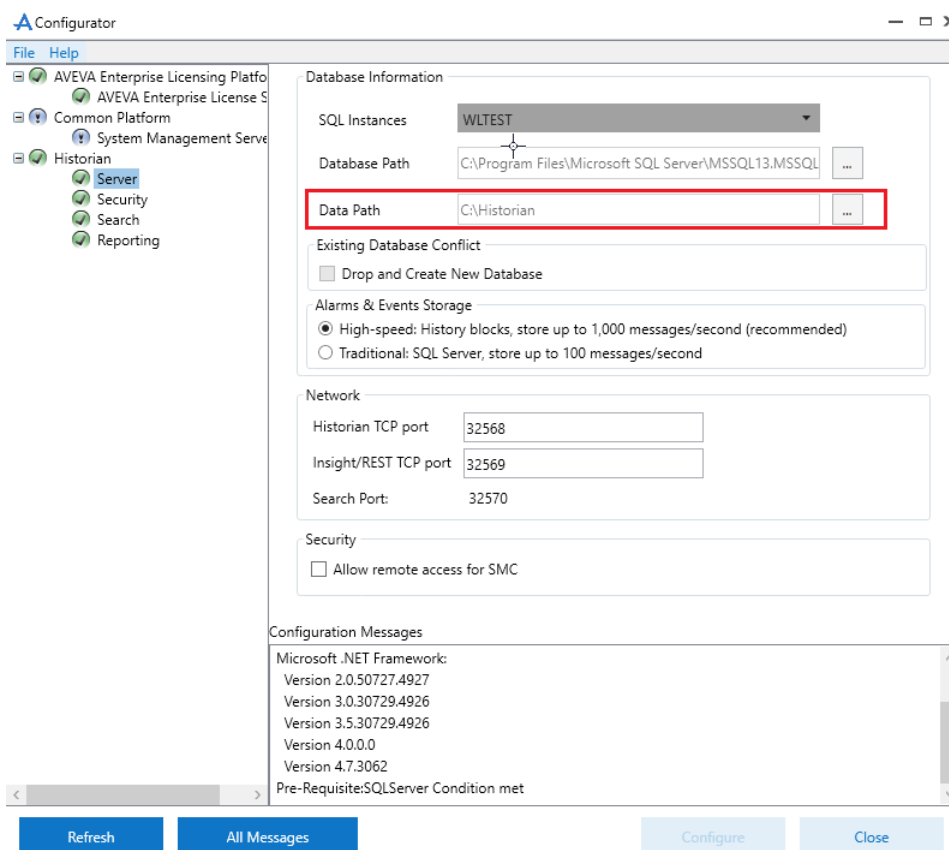 Configurator
File Help
AVEVA Enterprise Licensing Platfo
AVEVA Enterprise License S
Common Platform
System Management Serve
Historian
Server
Security
Search
Reporting
Database Information
SQL Instances WLTEST
Database Path C:\Program Files\Microsoft SQL Server\MSSQL13.MSSQL ...
Data Path C:\Historian ...
Existing Database Conflict
Drop and Create New Database
Alarms & Events Storage
High-speed: History blocks, store up to 1,000 messages/second (recommended)
Traditional: SQL Server, store up to 100 messages/second
Network
Historian TCP port 32568
Insight/REST TCP port 32569
Search Port: 32570
Security
Allow remote access for SMC
Configuration Messages
Microsoft .NET Framework:
Version 2.0.50727.4927
Version 3.0.30729.4926
Version 3.5.30729.4926
Version 4.0.0.0
Version 4.7.3062
Pre-Requisite:SQLServer Condition met
Refresh All Messages Configure Close